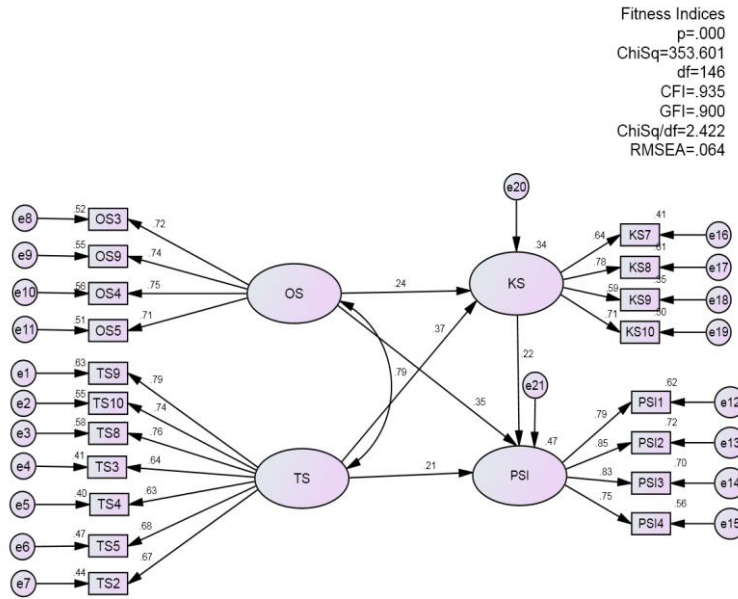 Fitness Indices
p=.000
ChiSq=353.601
df=146
CFI=.935
GFI=.900
ChiSq/df=2.422
RMSEA=.064
e20
e8 .52 OS3 .72
.34
.64 KS7 .41 e16
e9 .55 OS9 .74
.78 KS8 .61 e17
e10 .56 OS4 .75
OS .24 KS
.59 KS9 .35 e18
e11 .51 OS5 .71
.71 KS10 .50 e19
.37
e1 .63 TS9 .79
.79 .22
e2 .55 TS10 .74
.35 e21
.79 PSI1 .62 e12
e3 .58 TS8 .76
.47
.85 PSI2 .72 e13
e4 .41 TS3 .64
TS .21 PSI
.83 PSI3 .70 e14
e5 .40 TS4 .63
.75 PSI4 .56 e15
e6 .47 TS5 .68
e7 .44 TS2 .67